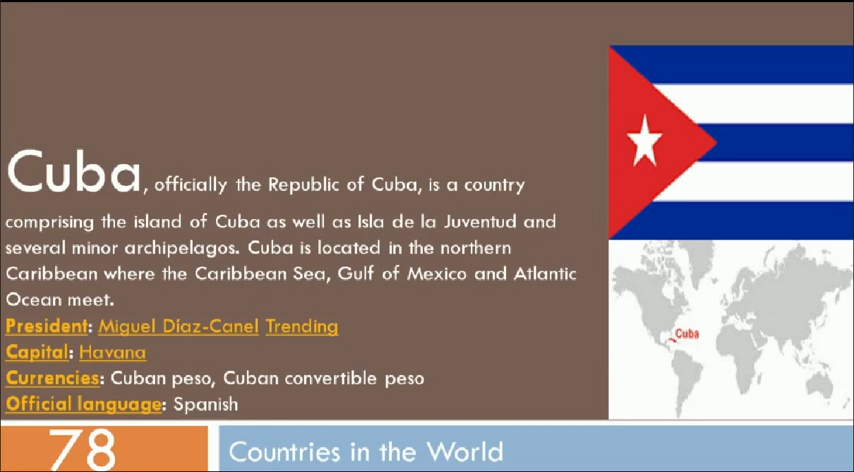 Cuba, officially the Republic of Cuba, is a country
comprising the island of Cuba as well as Isla de la Juventud and
several minor archipelagos. Cuba is located in the northern
Caribbean where the Caribbean Sea, Gulf of Mexico and Atlantic
Ocean meet.
President: Miguel Díaz-Canel Trending
Capital: Havana
Currencies: Cuban peso, Cuban convertible peso
Official language: Spanish
Cuba
78
Countries in the World